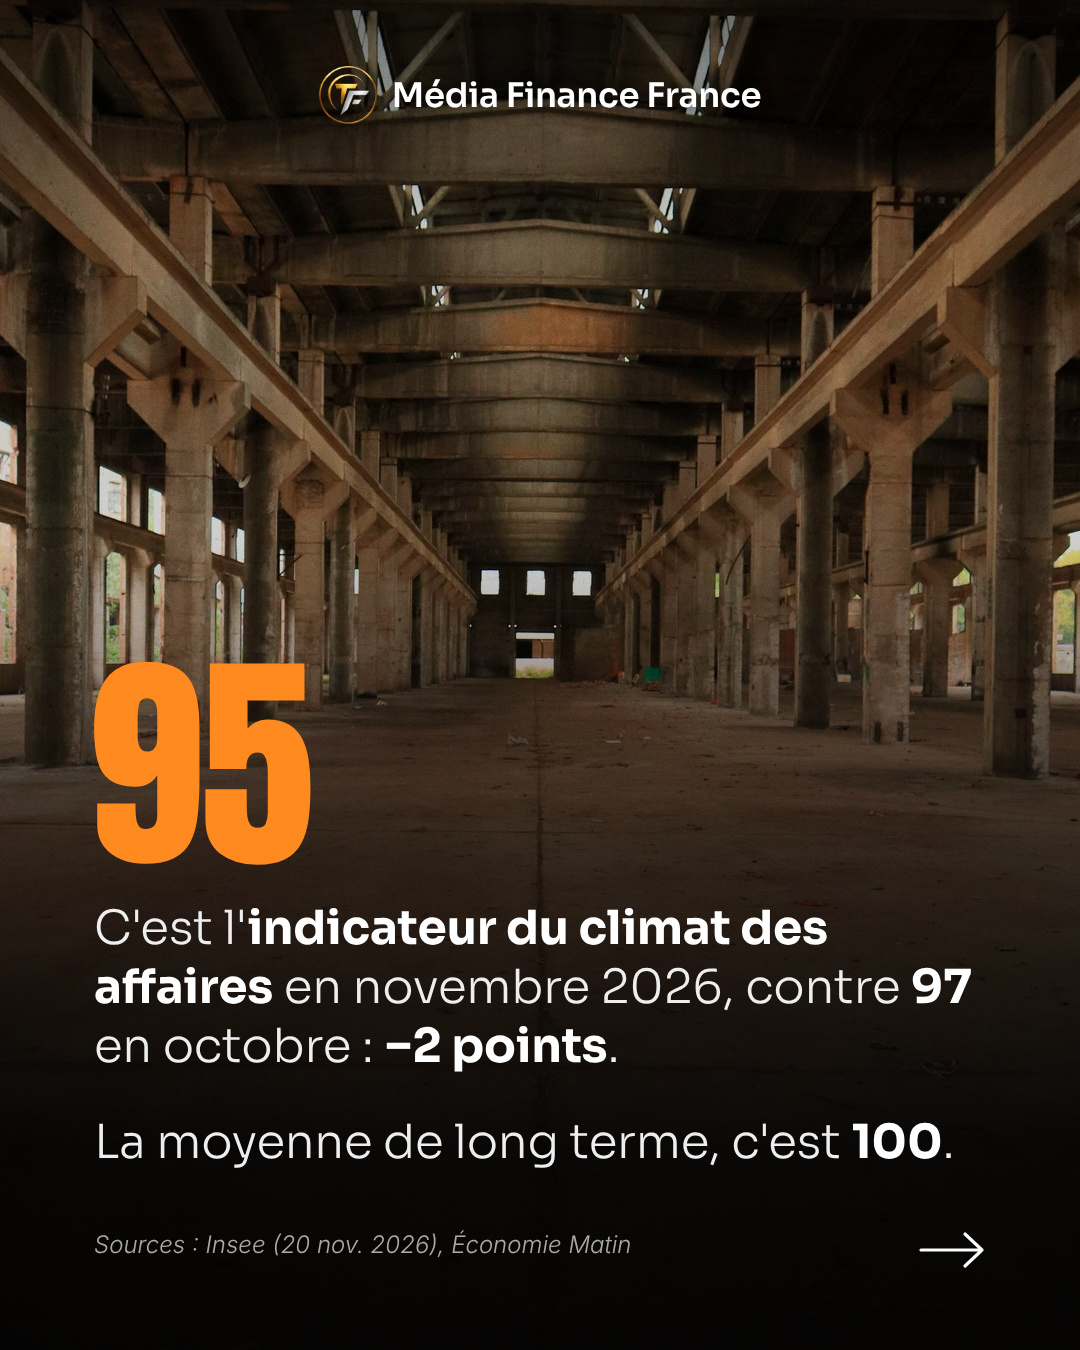 TF Média Finance France
95
C'est l'indicateur du climat des
affaires en novembre 2026, contre 97
en octobre : −2 points.
La moyenne de long terme, c'est 100.
Sources : Insee (20 nov. 2026), Économie Matin